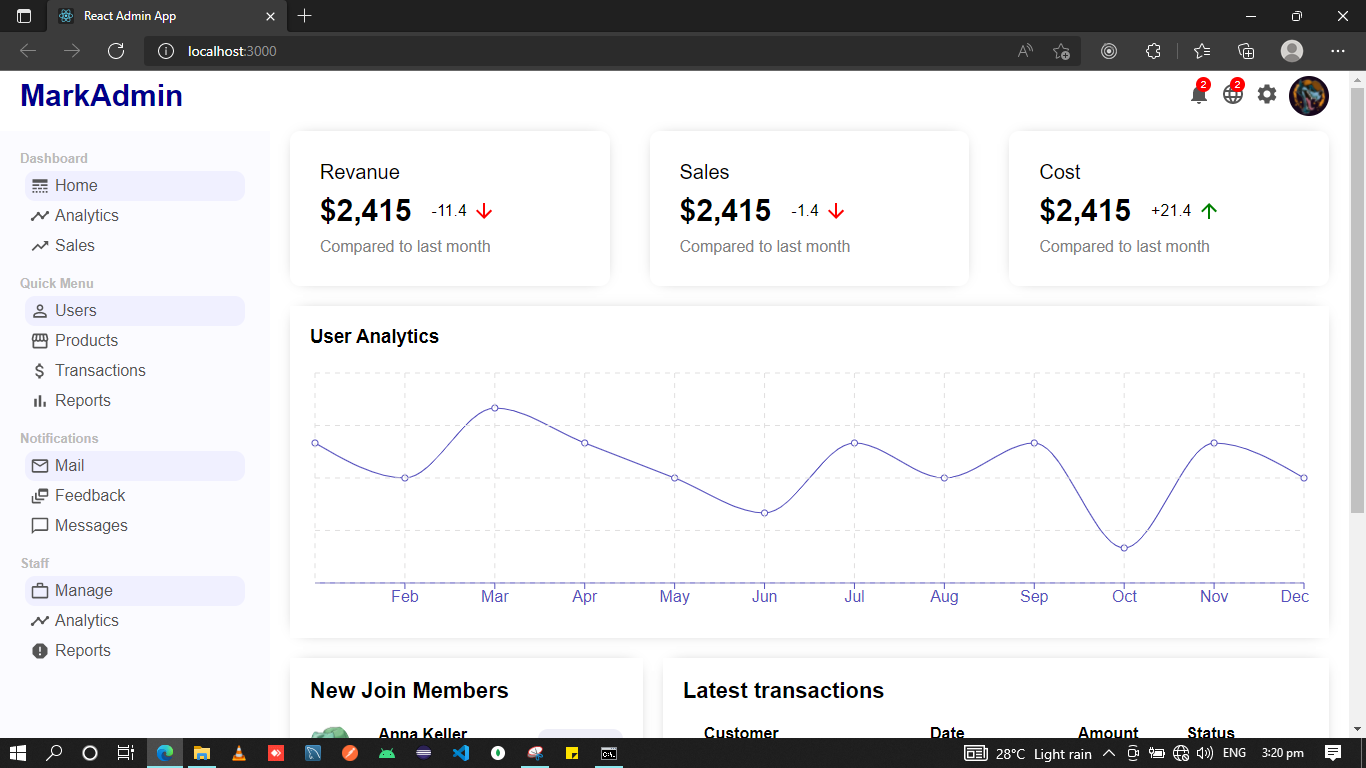 React Admin App
localhost:3000
MarkAdmin
2
2
Dashboard
Home
Analytics
Sales
Quick Menu
Users
Products
Transactions
Reports
Notifications
Mail
Feedback
Messages
Staff
Manage
Analytics
Reports
Revanue
$2,415 -11.4
Compared to last month
Sales
$2,415 -1.4
Compared to last month
Cost
$2,415 +21.4
Compared to last month
User Analytics
Feb Mar Apr May Jun Jul Aug Sep Oct Nov Dec
New Join Members
Anna Keller
Latest transactions
Customer Date Amount Status
28°C Light rain ENG 3:20 pm